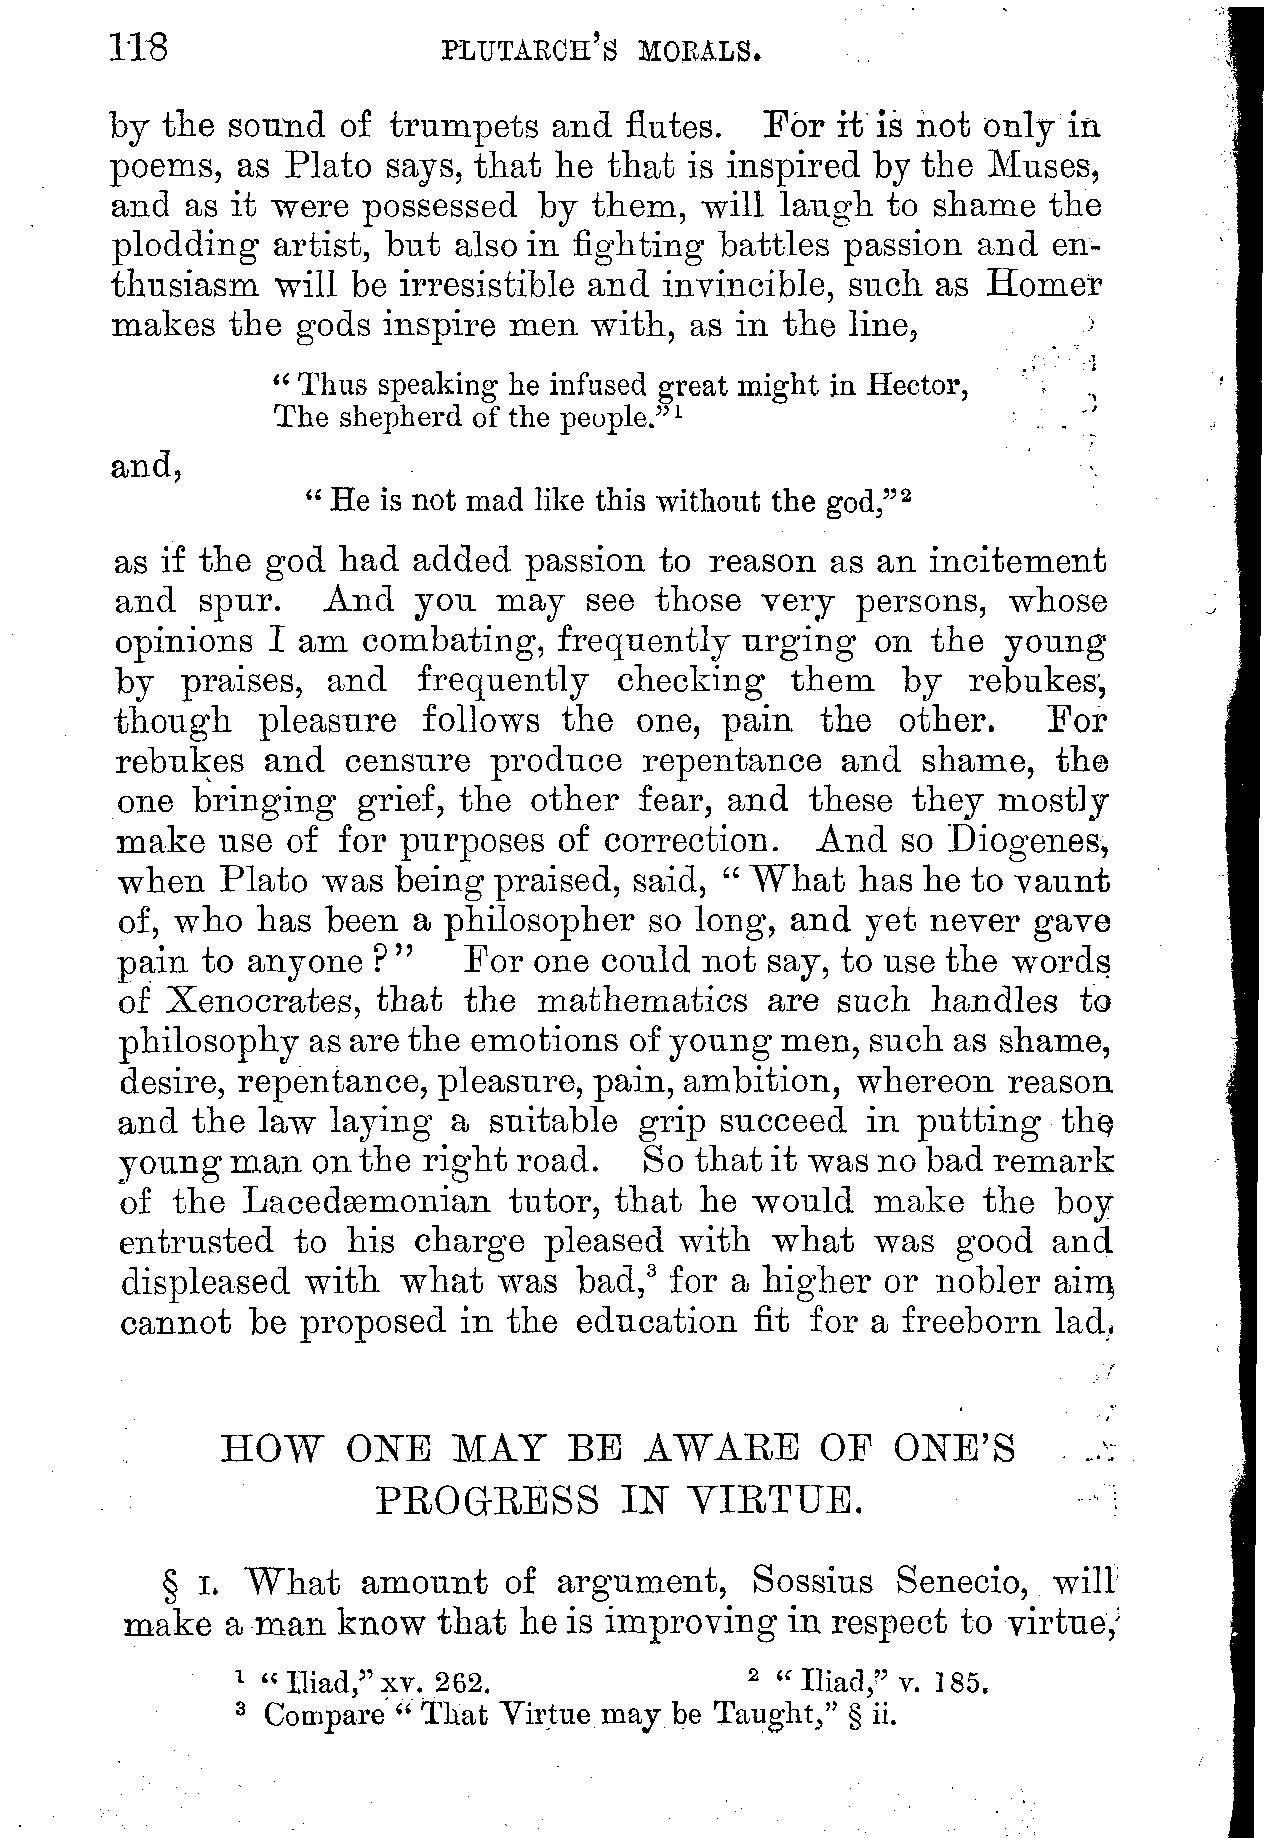 118 PLUTARCH'S MORALS.
by the sound of trumpets and flutes. For it is not only in
poems, as Plato says, that he that is inspired by the Muses,
and as it were possessed by them, will laugh to shame the
plodding artist, but also in fighting battles passion and en-
thusiasm will be irresistible and invincible, such as Homer
makes the gods inspire men with, as in the line,
“Thus speaking he infused great might in Hector,
The shepherd of the people.”¹
and,
“He is not mad like this without the god,”²
as if the god had added passion to reason as an incitement
and spur. And you may see those very persons, whose
opinions I am combating, frequently urging on the young
by praises, and frequently checking them by rebukes,
though pleasure follows the one, pain the other. For
rebukes and censure produce repentance and shame, the
one bringing grief, the other fear, and these they mostly
make use of for purposes of correction. And so Diogenes,
when Plato was being praised, said, “What has he to vaunt
of, who has been a philosopher so long, and yet never gave
pain to anyone?” For one could not say, to use the words
of Xenocrates, that the mathematics are such handles to
philosophy as are the emotions of young men, such as shame,
desire, repentance, pleasure, pain, ambition, whereon reason
and the law laying a suitable grip succeed in putting the
young man on the right road. So that it was no bad remark
of the Lacedæmonian tutor, that he would make the boy
entrusted to his charge pleased with what was good and
displeased with what was bad,³ for a higher or nobler aim
cannot be proposed in the education fit for a freeborn lad.
HOW ONE MAY BE AWARE OF ONE'S
PROGRESS IN VIRTUE.
§ I. What amount of argument, Sossius Senecio, will
make a man know that he is improving in respect to virtue,
¹ “Iliad,” xv. 262. ² “Iliad,” v. 185.
³ Compare “That Virtue may be Taught,” § ii.